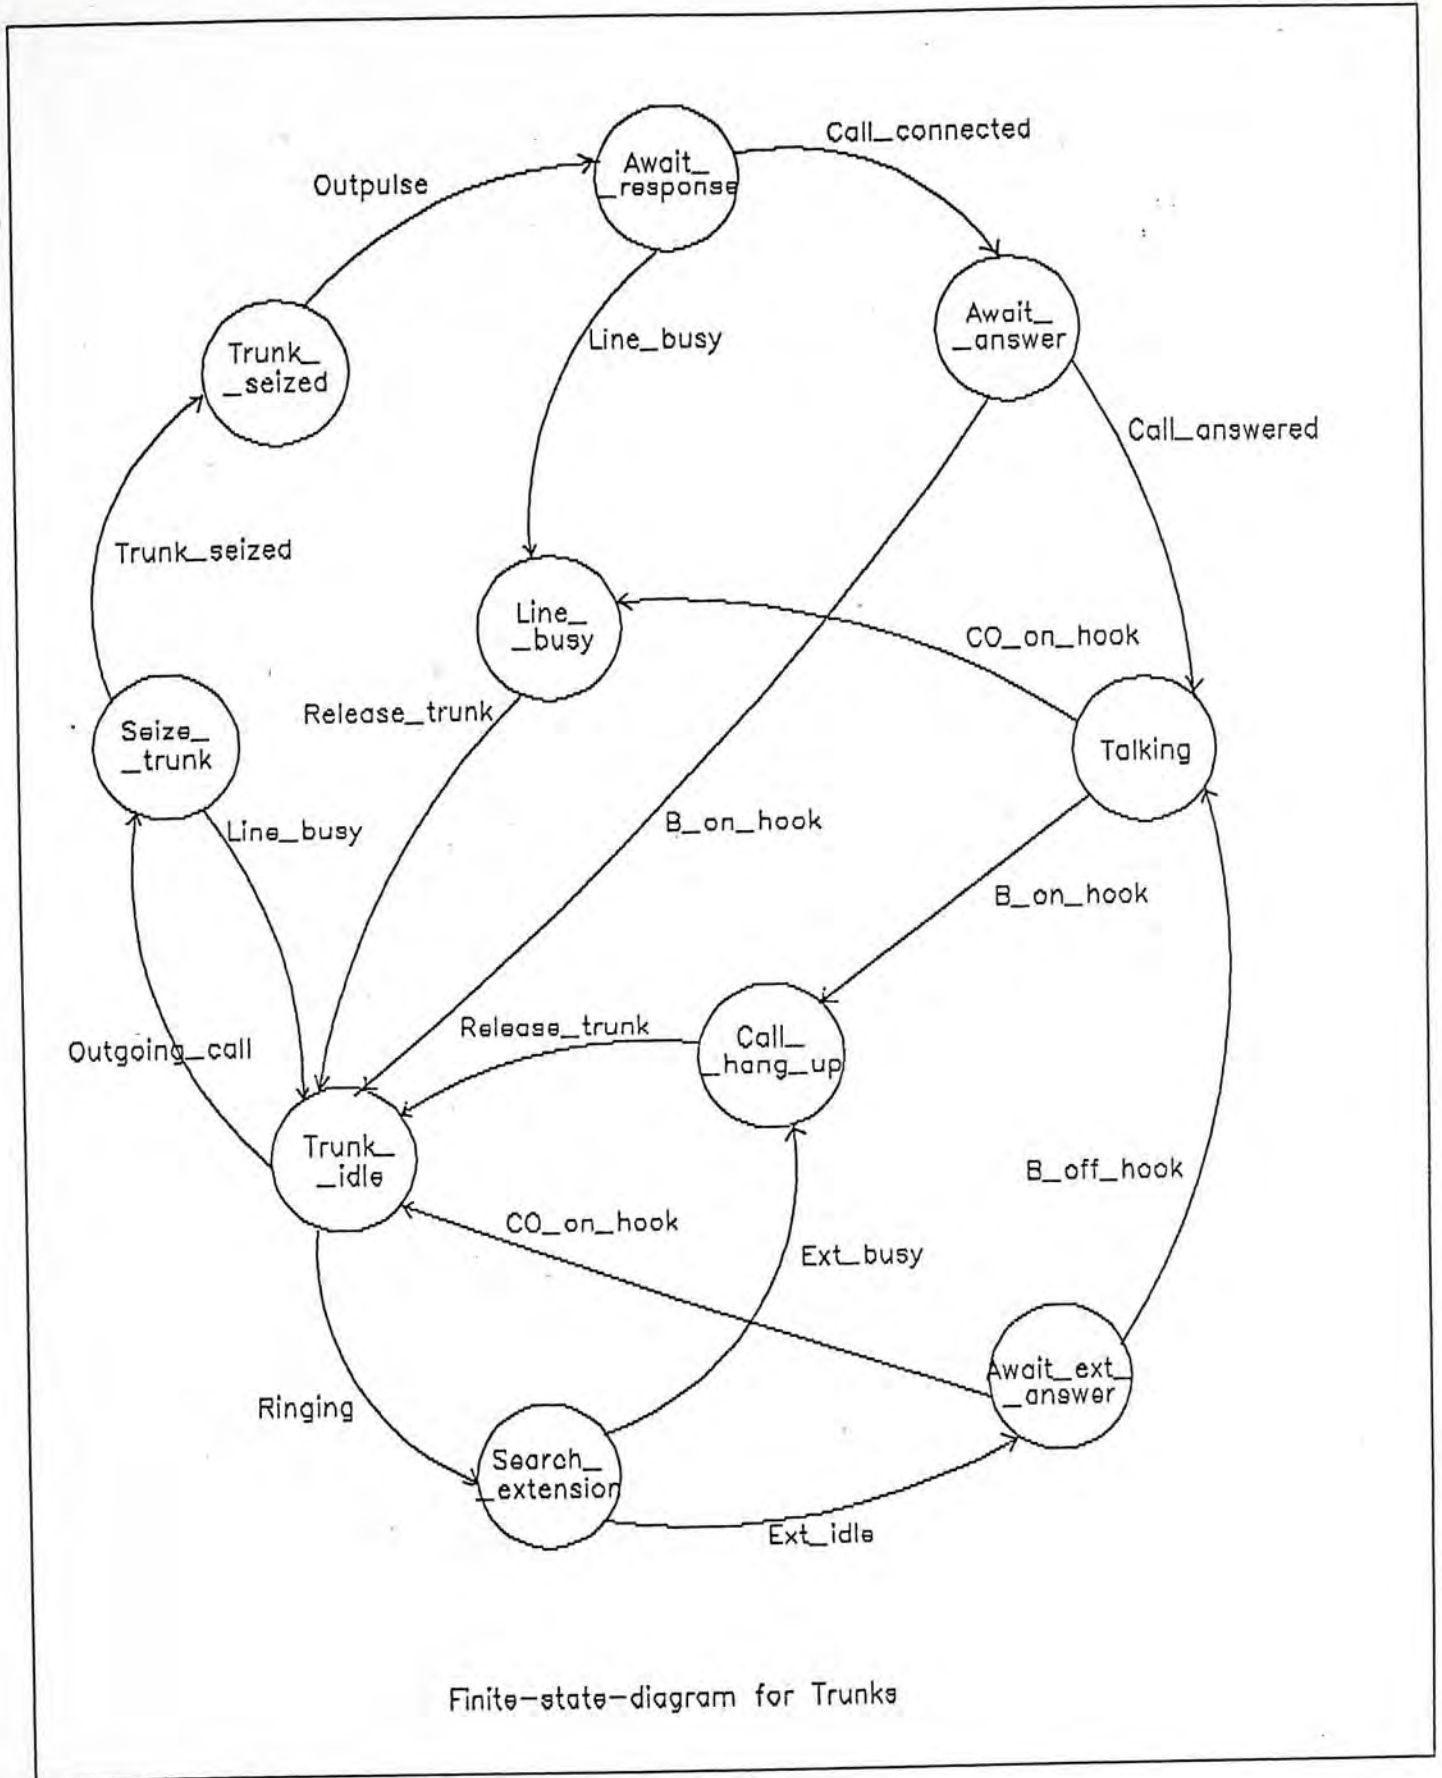 Call_connected
Await_
_response
Outpulse
Await_
_answer
Line_busy
Trunk_
_seized
Call_answered
Trunk_seized
Line_
_busy
CO_on_hook
Release_trunk
Seize_
_trunk
Talking
Line_busy
B_on_hook
B_on_hook
Release_trunk
Call_
_hang_up
Outgoing_call
Trunk_
_idle
B_off_hook
CO_on_hook
Ext_busy
Await_ext_
_answer
Ringing
Search_
_extension
Ext_idle
Finite-state-diagram for Trunks